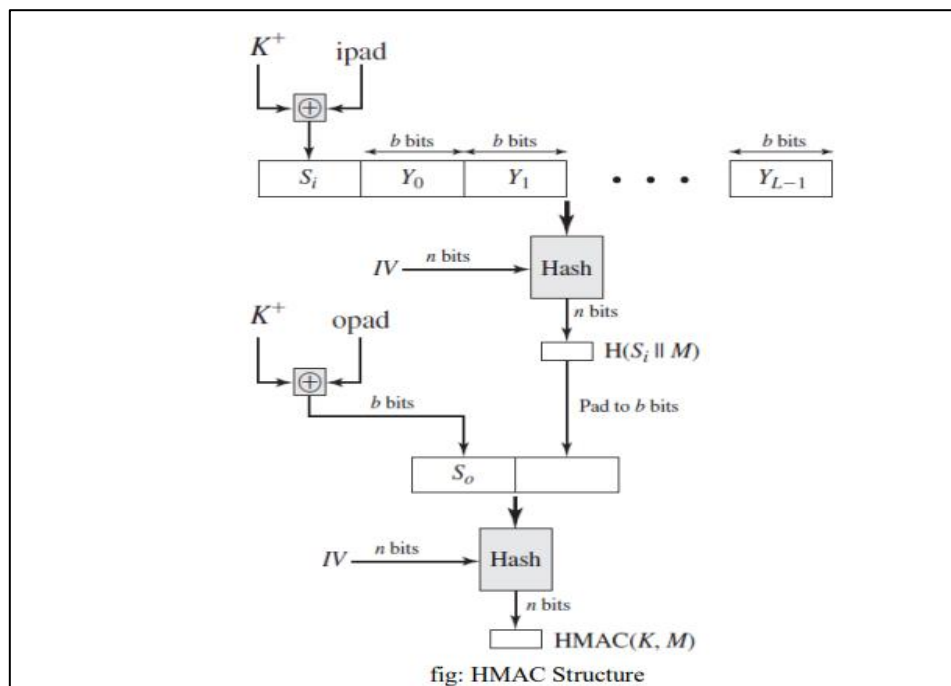 K+ ipad
⊕
b bits b bits b bits
Si Y0 Y1 • • • YL−1
IV n bits Hash
n bits
K+ opad
H(Si || M)
⊕
b bits Pad to b bits
So
IV n bits Hash
n bits
HMAC(K, M)
fig: HMAC Structure